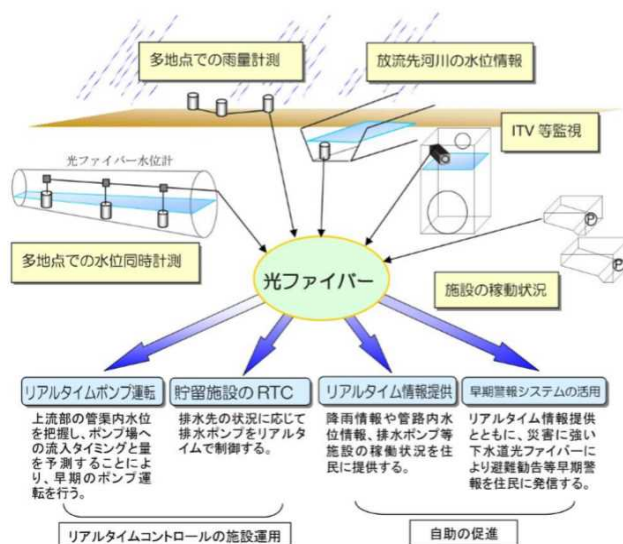 多地点での雨量計測
放流先河川の水位情報
ITV 等監視
光ファイバー水位計
多地点での水位同時計測
光ファイバー
施設の稼動状況
P
P
リアルタイムポンプ運転
上流部の管渠内水位
を把握し、ポンプ場へ
の流入タイミングと量
を予測することによ
り、早期のポンプ運
転を行う。
貯留施設の RTC
排水先の状況に応じて
排水ポンプをリアルタ
イムで制御する。
リアルタイム情報提供
降雨情報や管路内水
位情報、排水ポンプ等
施設の稼働状況を住
民に提供する。
早期警報システムの活用
リアルタイム情報提供
とともに、災害に強い
下水道光ファイバーに
より避難勧告等早期警
報を住民に発信する。
リアルタイムコントロールの施設運用
自助の促進